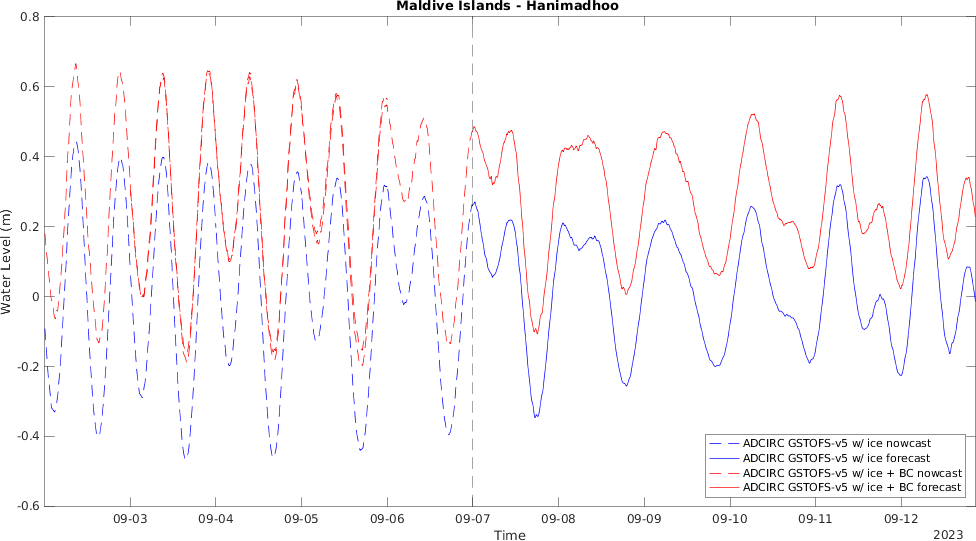 Maldive Islands - Hanimadhoo
0.8
0.6
0.4
0.2
0
-0.2
-0.4
-0.6
Water Level (m)
ADCIRC GSTOFS-v5 w/ ice nowcast
ADCIRC GSTOFS-v5 w/ ice forecast
ADCIRC GSTOFS-v5 w/ ice + BC nowcast
ADCIRC GSTOFS-v5 w/ ice + BC forecast
09-03 09-04 09-05 09-06 09-07 09-08 09-09 09-10 09-11 09-12
Time
2023